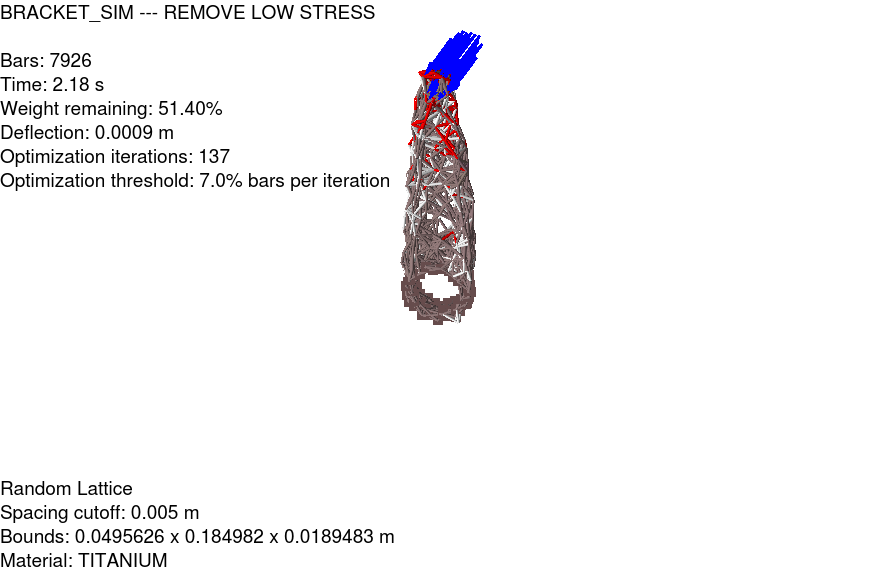 BRACKET_SIM --- REMOVE LOW STRESS
Bars: 7926
Time: 2.18 s
Weight remaining: 51.40%
Deflection: 0.0009 m
Optimization iterations: 137
Optimization threshold: 7.0% bars per iteration
Random Lattice
Spacing cutoff: 0.005 m
Bounds: 0.0495626 x 0.184982 x 0.0189483 m
Material: TITANIUM